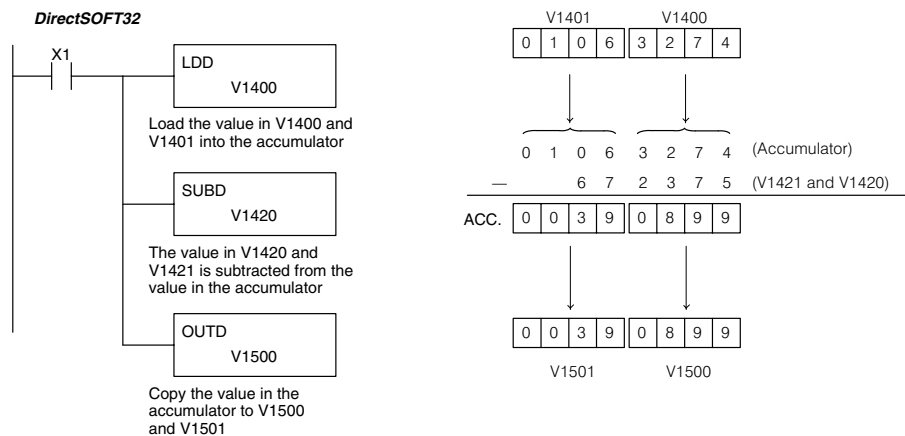 DirectSOFT32
X1
LDD
V1400
Load the value in V1400 and
V1401 into the accumulator
SUBD
V1420
The value in V1420 and
V1421 is subtracted from the
value in the accumulator
OUTD
V1500
Copy the value in the
accumulator to V1500
and V1501
V1401 V1400
0 1 0 6 3 2 7 4
0 1 0 6 3 2 7 4 (Accumulator)
— 6 7 2 3 7 5 (V1421 and V1420)
ACC. 0 0 3 9 0 8 9 9
0 0 3 9 0 8 9 9
V1501 V1500